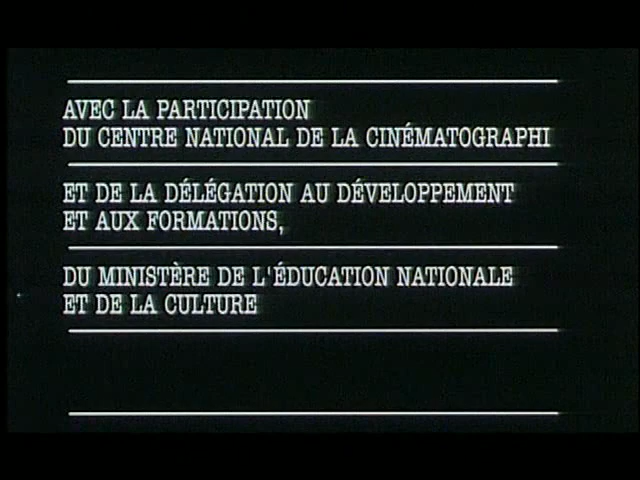 AVEC LA PARTICIPATION
DU CENTRE NATIONAL DE LA CINÉMATOGRAPHI
ET DE LA DÉLÉGATION AU DÉVELOPPEMENT
ET AUX FORMATIONS,
DU MINISTÈRE DE L'ÉDUCATION NATIONALE
ET DE LA CULTURE